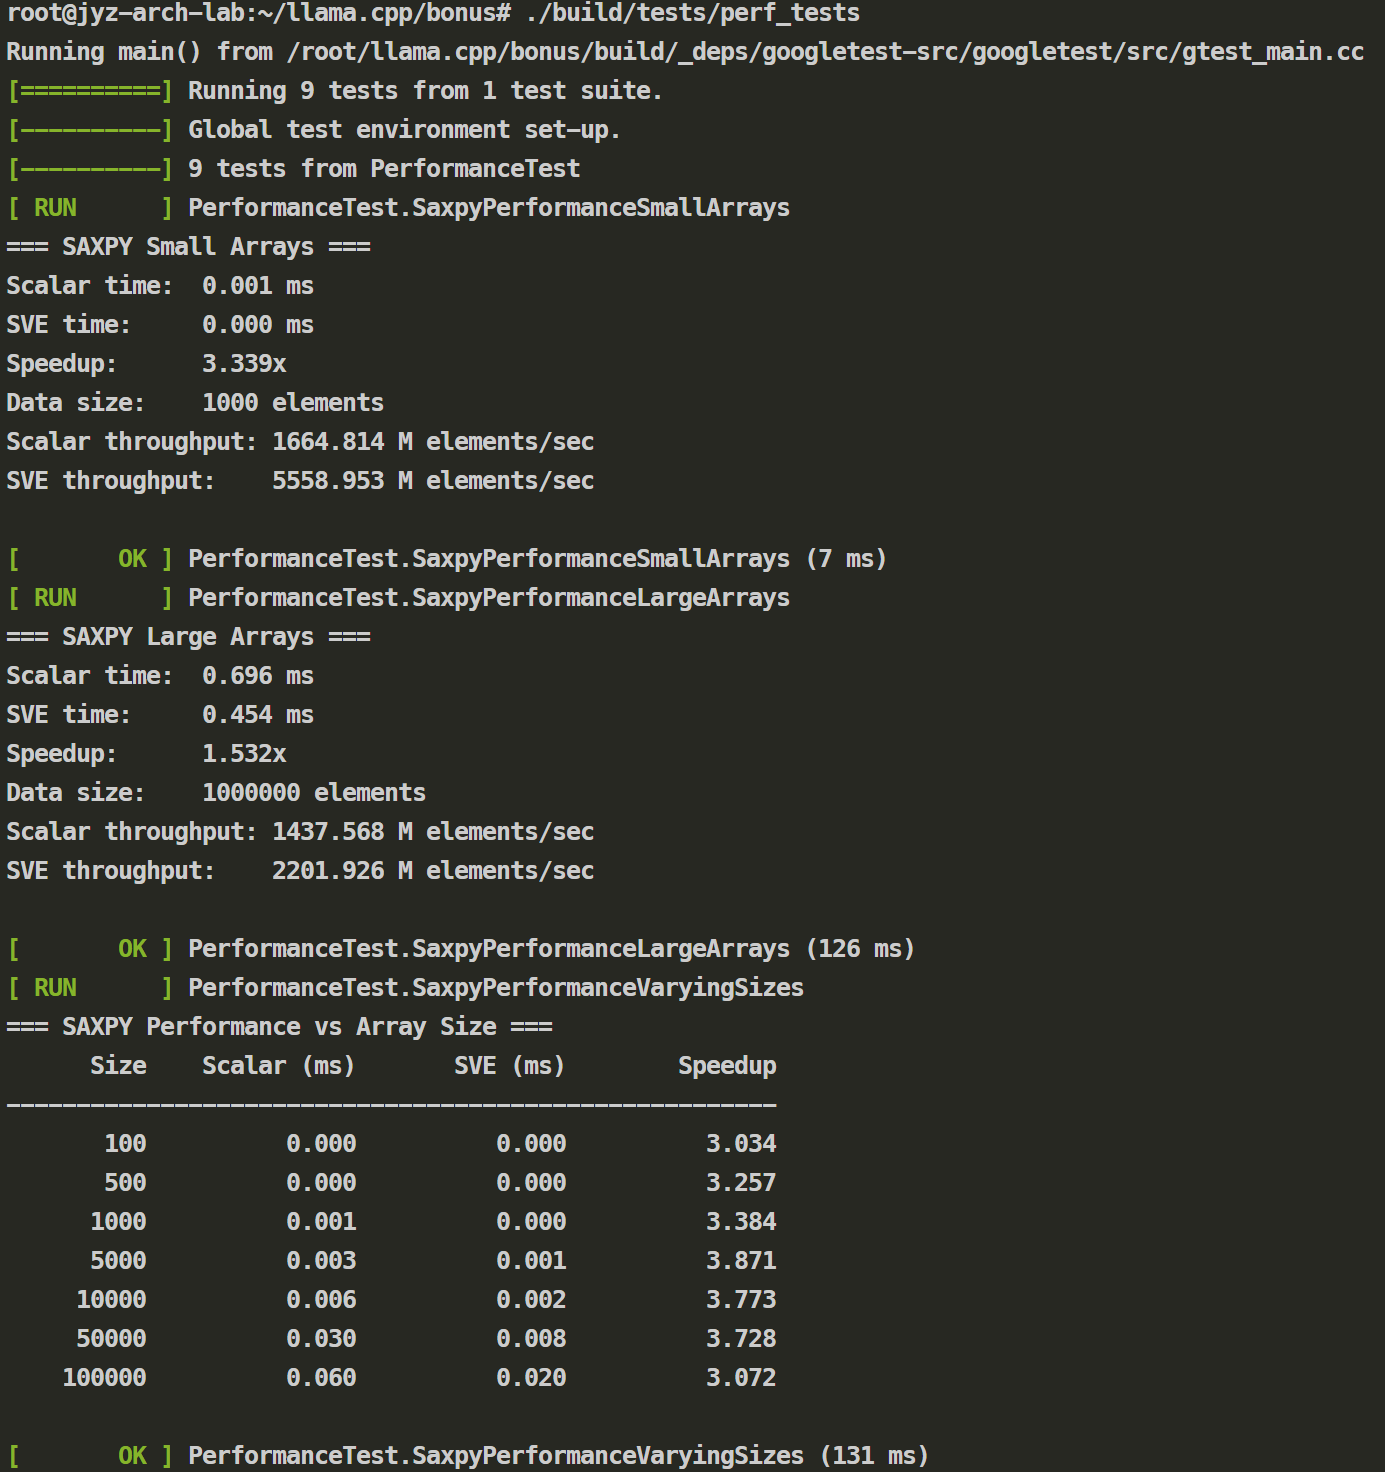 root@jyz-arch-lab:~/llama.cpp/bonus# ./build/tests/perf_tests
Running main() from /root/llama.cpp/bonus/build/_deps/googletest-src/googletest/src/gtest_main.cc
[==========] Running 9 tests from 1 test suite.
[----------] Global test environment set-up.
[----------] 9 tests from PerformanceTest
[ RUN      ] PerformanceTest.SaxpyPerformanceSmallArrays
=== SAXPY Small Arrays ===
Scalar time:  0.001 ms
SVE time:     0.000 ms
Speedup:      3.339x
Data size:    1000 elements
Scalar throughput: 1664.814 M elements/sec
SVE throughput:    5558.953 M elements/sec

[       OK ] PerformanceTest.SaxpyPerformanceSmallArrays (7 ms)
[ RUN      ] PerformanceTest.SaxpyPerformanceLargeArrays
=== SAXPY Large Arrays ===
Scalar time:  0.696 ms
SVE time:     0.454 ms
Speedup:      1.532x
Data size:    1000000 elements
Scalar throughput: 1437.568 M elements/sec
SVE throughput:    2201.926 M elements/sec

[       OK ] PerformanceTest.SaxpyPerformanceLargeArrays (126 ms)
[ RUN      ] PerformanceTest.SaxpyPerformanceVaryingSizes
=== SAXPY Performance vs Array Size ===
      Size    Scalar (ms)       SVE (ms)        Speedup
-------------------------------------------------------
       100          0.000          0.000          3.034
       500          0.000          0.000          3.257
      1000          0.001          0.000          3.384
      5000          0.003          0.001          3.871
     10000          0.006          0.002          3.773
     50000          0.030          0.008          3.728
    100000          0.060          0.020          3.072

[       OK ] PerformanceTest.SaxpyPerformanceVaryingSizes (131 ms)